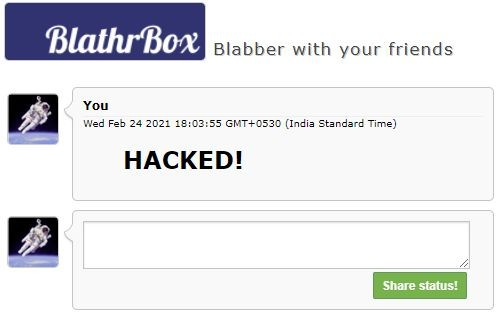 BlathrBox Blabber with your friends
You
Wed Feb 24 2021 18:03:55 GMT+0530 (India Standard Time)
HACKED!
Share status!